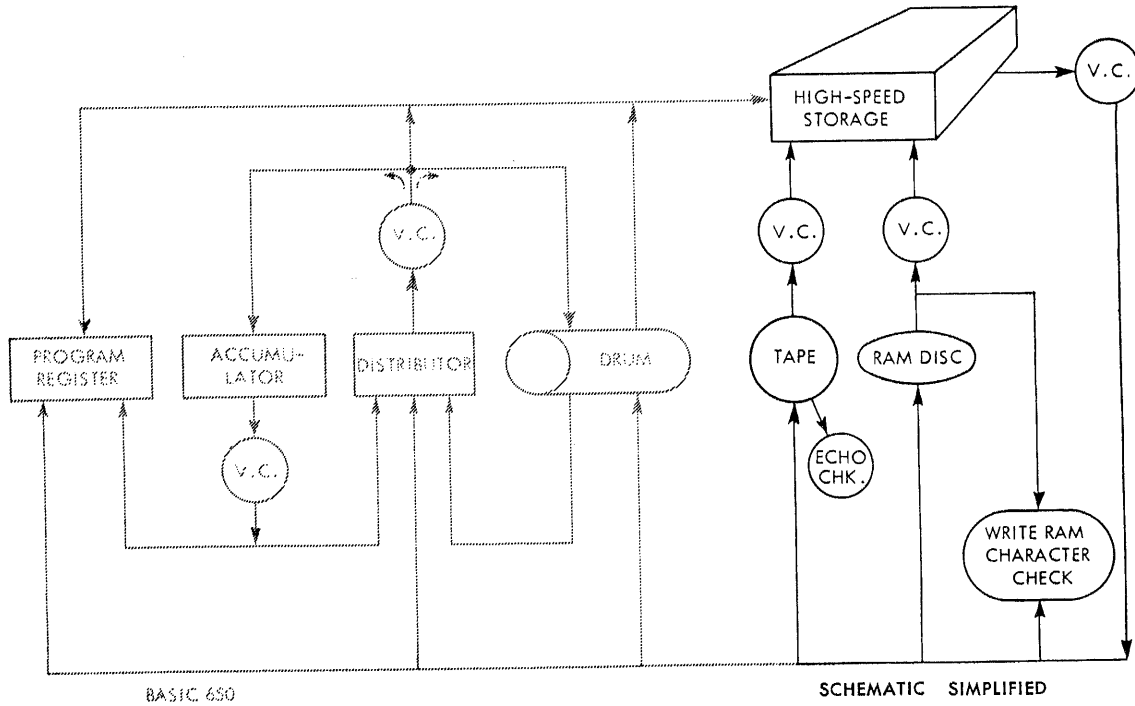 HIGH-SPEED
STORAGE
V.C.
V.C.
V.C.
V.C.
PROGRAM
REGISTER
ACCUMU-
LATOR
DISTRIBUTOR
DRUM
TAPE
RAM DISC
V.C.
ECHO
CHK.
WRITE RAM
CHARACTER
CHECK
BASIC 650
SCHEMATIC SIMPLIFIED